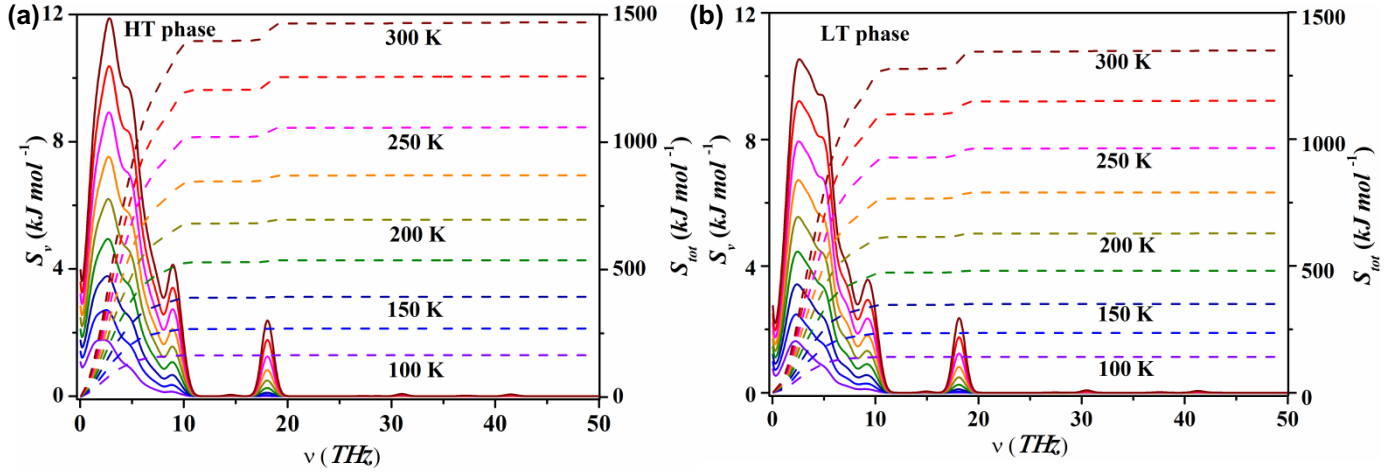 (a)
HT phase
300 K
250 K
200 K
150 K
100 K
12
8
4
0
S_v (kJ mol⁻¹)
1500
1000
500
0
S_tot (kJ mol⁻¹)
0 10 20 30 40 50
ν (THz)
(b)
LT phase
300 K
250 K
200 K
150 K
100 K
12
8
4
0
S_v (kJ mol⁻¹)
1500
1000
500
0
S_tot (kJ mol⁻¹)
0 10 20 30 40 50
ν (THz)